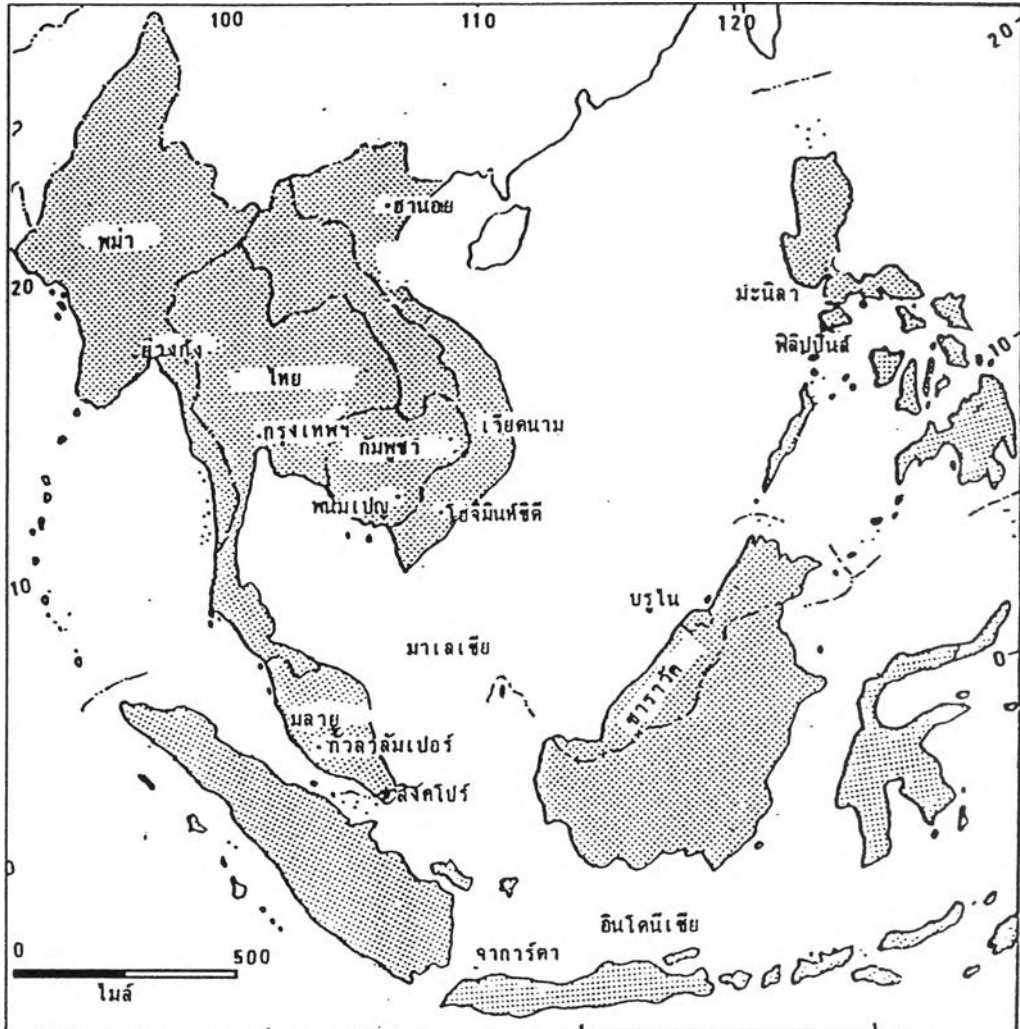 100 110 120
20
ฮานอย
พม่า
20
มะนิลา
ย่างกุ้ง
ฟิลิปปินส์
10
ไทย
กรุงเทพฯ
กัมพูชา
เวียดนาม
พนมเปญ
โฮจิมินห์ซิตี
10
บรูไน
มาเลเซีย
0
ซาราวัค
มลายู
กัวลาลัมเปอร์
สิงคโปร์
0
อินโดนีเซีย
จาการ์ตา
0 500
ไมล์